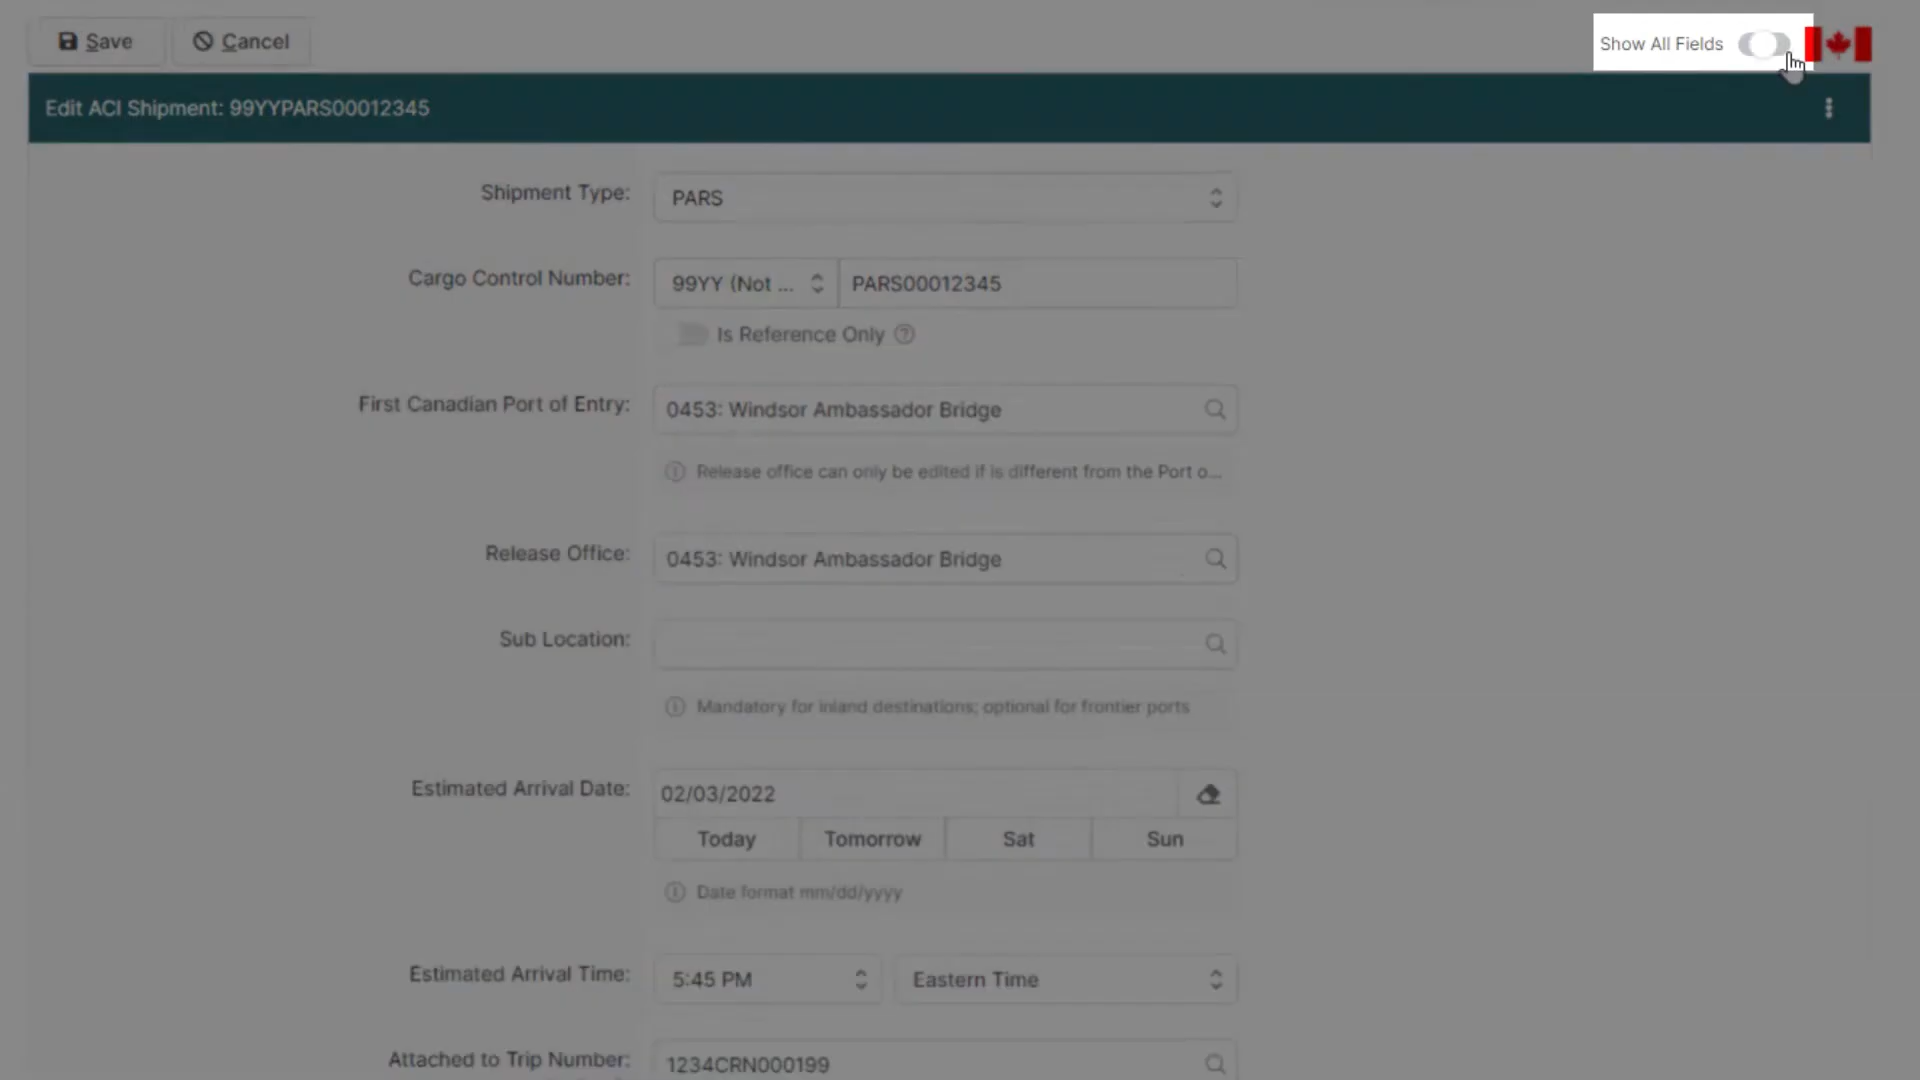 Save
Cancel
Show All Fields
Edit ACI Shipment: 99YYPARS00012345
Shipment Type:
PARS
Cargo Control Number:
99YY (Not ...
PARS00012345
Is Reference Only
First Canadian Port of Entry:
0453: Windsor Ambassador Bridge
Release office can only be edited if is different from the Port o...
Release Office:
0453: Windsor Ambassador Bridge
Sub Location:
Mandatory for inland destinations; optional for frontier ports
Estimated Arrival Date:
02/03/2022
Today
Tomorrow
Sat
Sun
Date format mm/dd/yyyy
Estimated Arrival Time:
5:45 PM
Eastern Time
Attached to Trip Number:
1234CRN000199